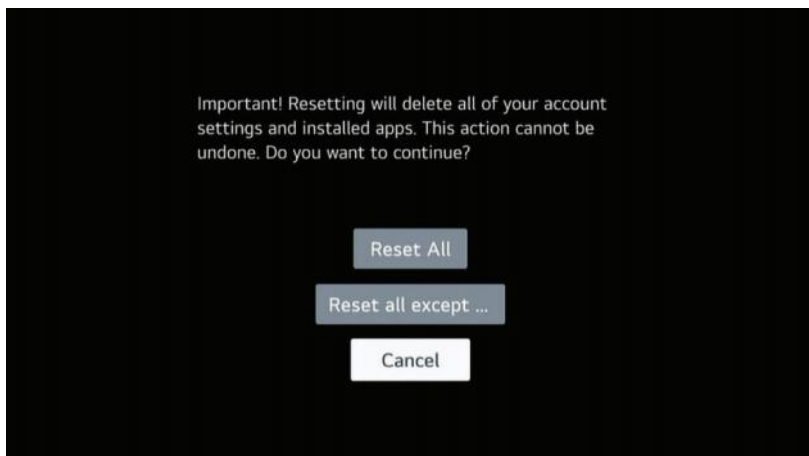 Important! Resetting will delete all of your account
settings and installed apps. This action cannot be
undone. Do you want to continue?
Reset All
Reset all except ...
Cancel